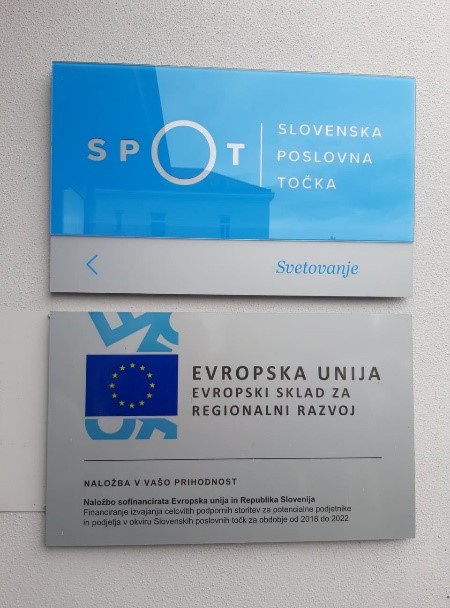 SPOT
SLOVENSKA
POSLOVNA
TOČKA
Svetovanje
EVROPSKA UNIJA
EVROPSKI SKLAD ZA
REGIONALNI RAZVOJ
NALOŽBA V VAŠO PRIHODNOST
Naložbo sofinancirata Evropska unija in Republika Slovenija
Financiranje izvajanja celovitih podpornih storitev za potencialne podjetnike
in podjetja v okviru Slovenskih poslovnih točk za obdobje od 2018 do 2022